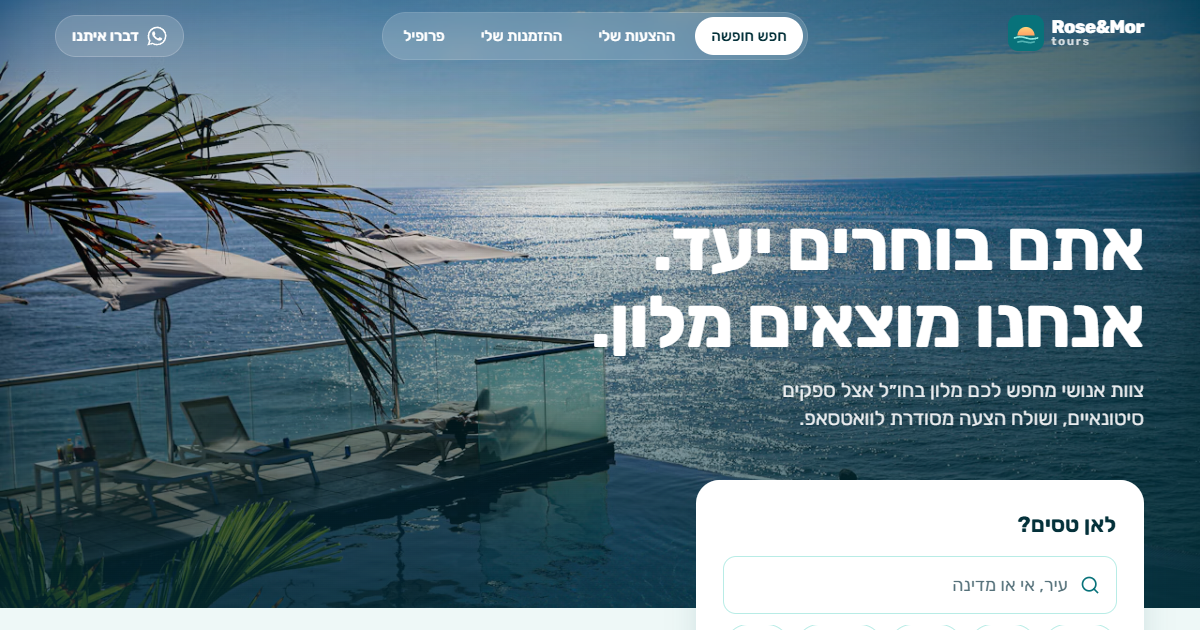 Rose&Mor
tours
חפש חופשה
ההצעות שלי
ההזמנות שלי
פרופיל
דברו איתנו
אתם בוחרים יעד.
אנחנו מוצאים מלון.
צוות אנושי מחפש לכם מלון בחו״ל אצל ספקים
סיטונאיים, ושולח הצעה מסודרת לוואטסאפ.
לאן טסים?
עיר, אי או מדינה